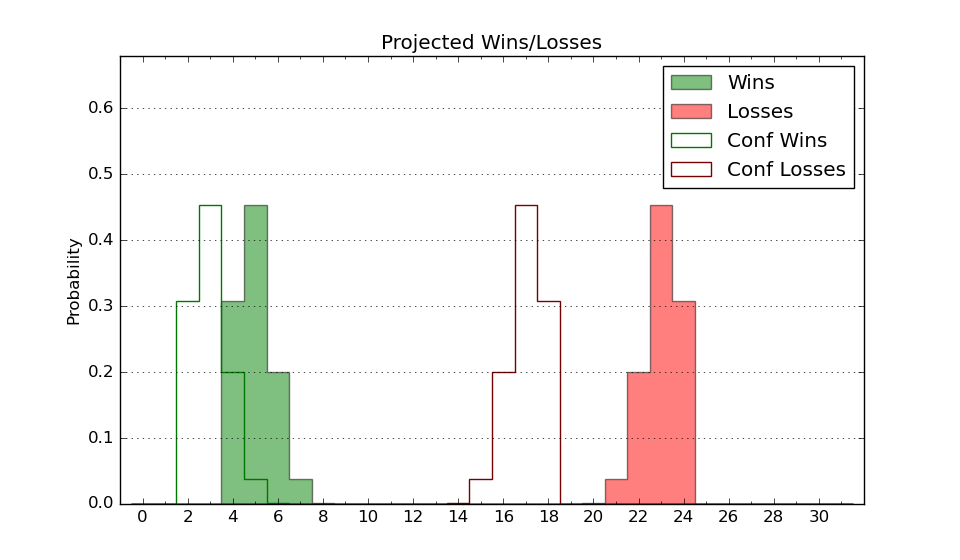 Projected Wins/Losses
Wins
Losses
Conf Wins
Conf Losses
Probability
0.6
0.5
0.4
0.3
0.2
0.1
0.0
0 2 4 6 8 10 12 14 16 18 20 22 24 26 28 30